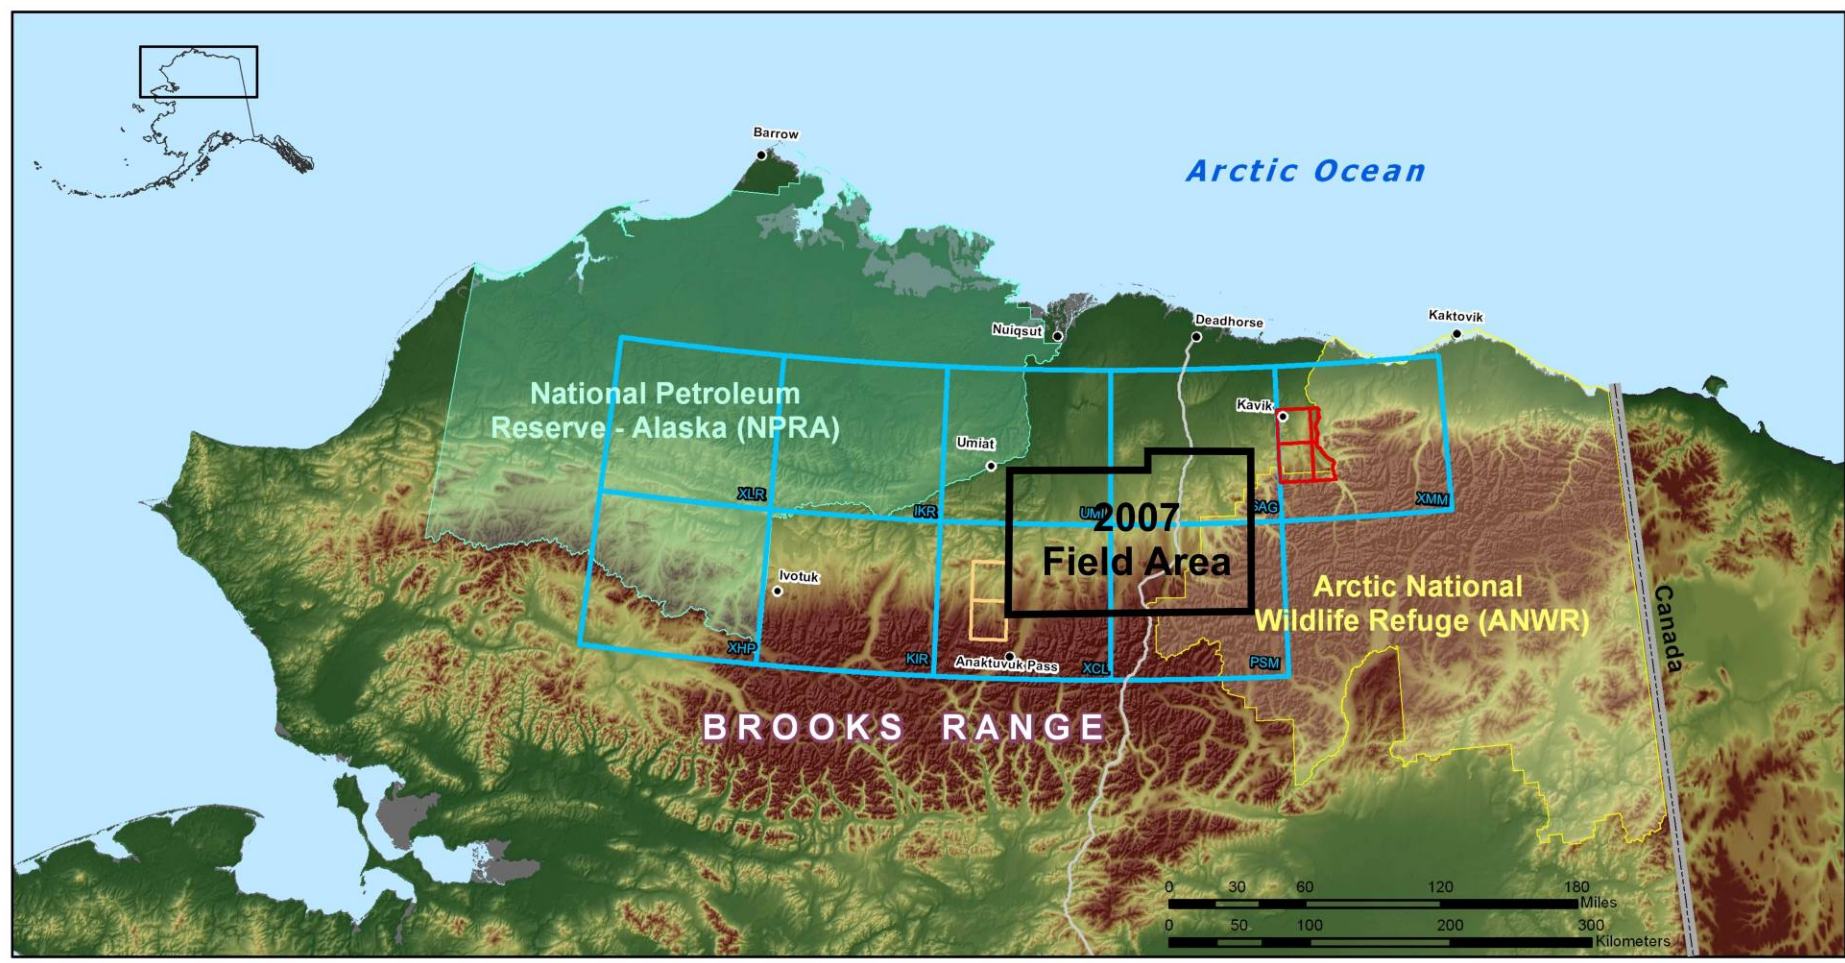 Barrow
Arctic Ocean
Nuiqsut
Deadhorse
Kaktovik
National Petroleum
Reserve - Alaska (NPRA)
Kavik
Umiat
XLR
IKR
UMI
SAG
XMM
2007
Field Area
Ivotuk
Arctic National
Wildlife Refuge (ANWR)
Canada
XHP
KIR
Anaktuvuk Pass
XCL
PSM
BROOKS RANGE
0 30 60 120 180
Miles
0 50 100 200 300
Kilometers